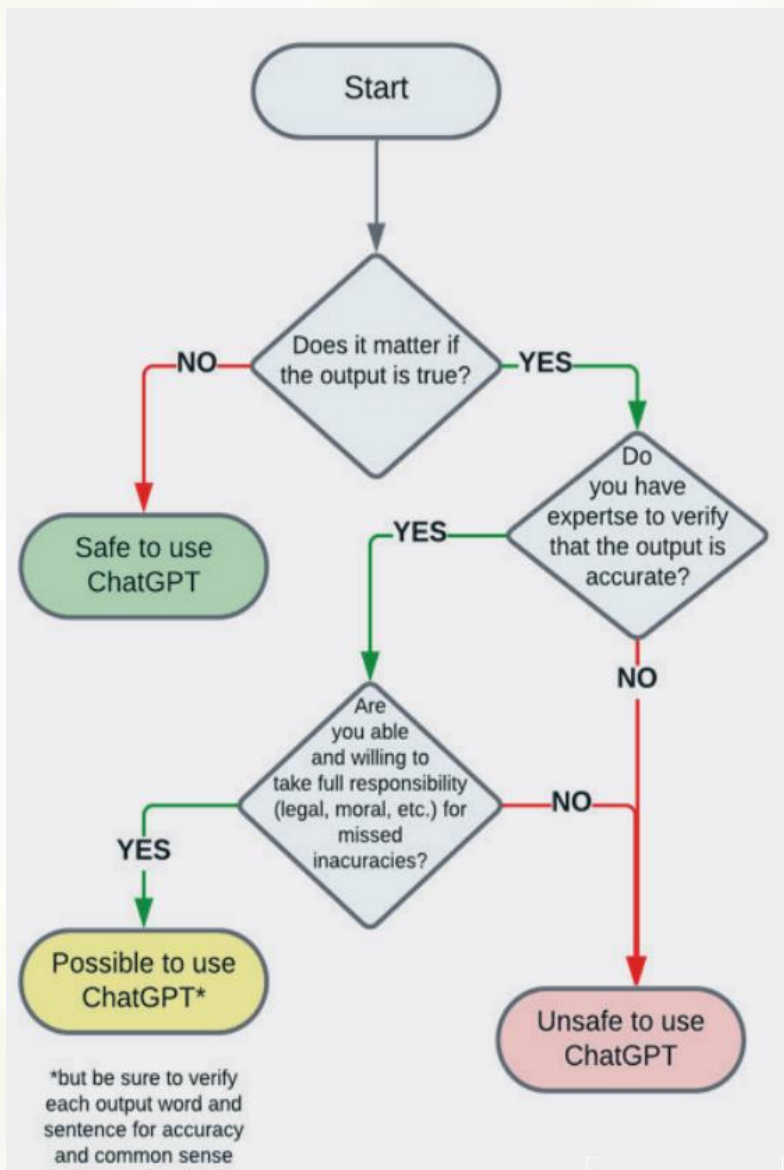 Start
Does it matter if
the output is true?
NO
YES
Safe to use
ChatGPT
Do
you have
expertse to verify
that the output is
accurate?
YES
NO
Are
you able
and willing to
take full responsibility
(legal, moral, etc.) for
missed
inacuracies?
NO
YES
Possible to use
ChatGPT*
Unsafe to use
ChatGPT
*but be sure to verify
each output word and
sentence for accuracy
and common sense